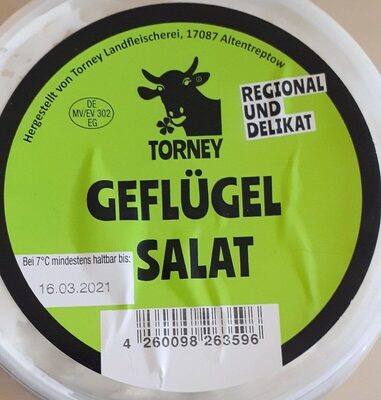 Hergestellt von Torney Landfleischerei, 17087 Altentreptow
DE
MV/EV 302
EG
REGIONAL
UND
DELIKAT
TORNEY
GEFLÜGEL
SALAT
Bei 7°C mindestens haltbar bis:
16.03.2021
4 260098 263596